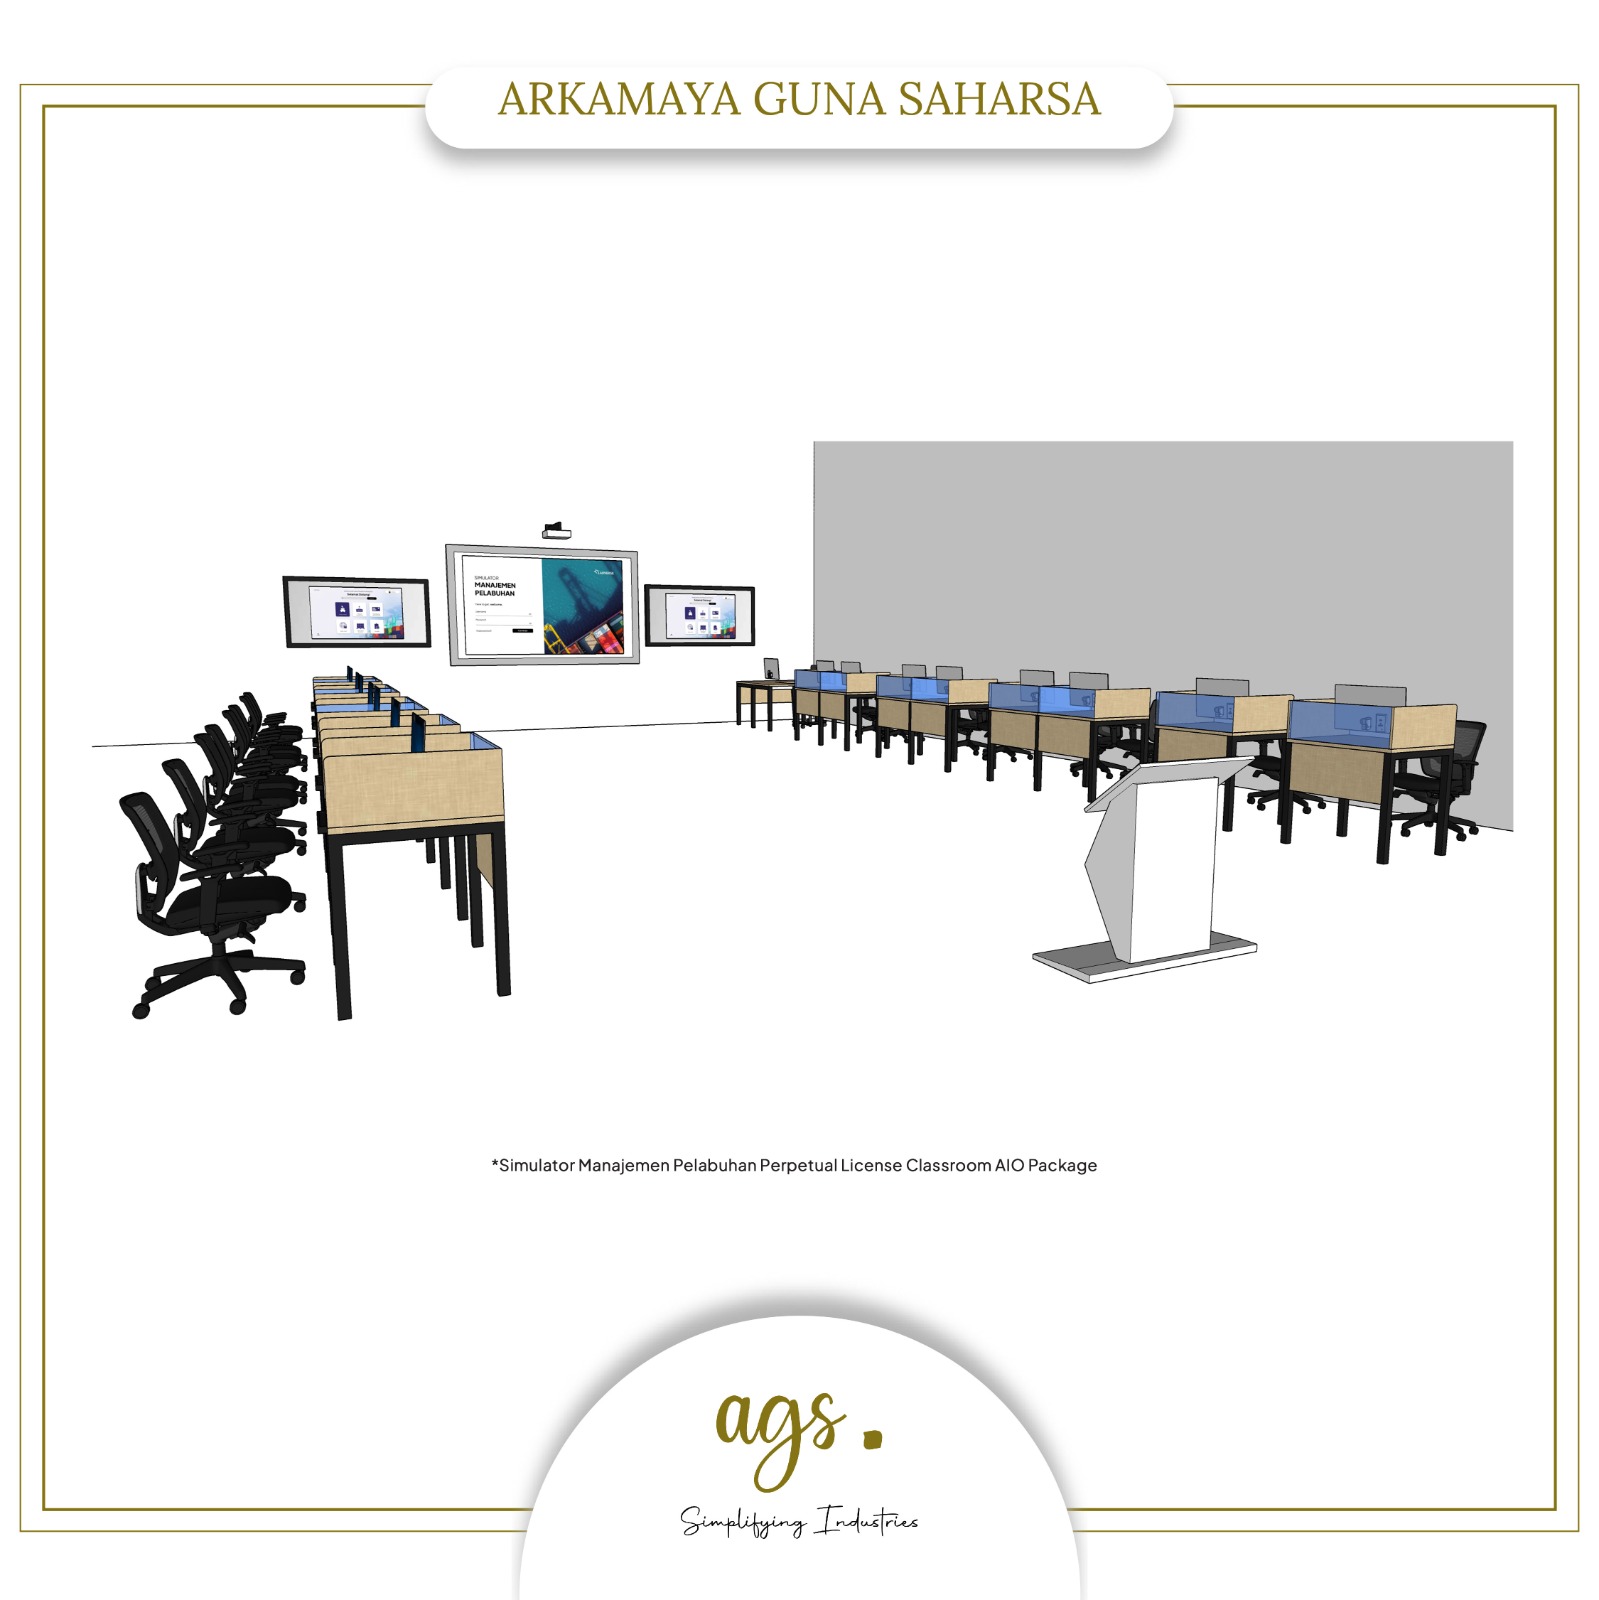 ARKAMAYA GUNA SAHARSA
SIMULATOR
MANAJEMEN
PELABUHAN
*Simulator Manajemen Pelabuhan Perpetual License Classroom AIO Package
ags.
Simplifying Industries